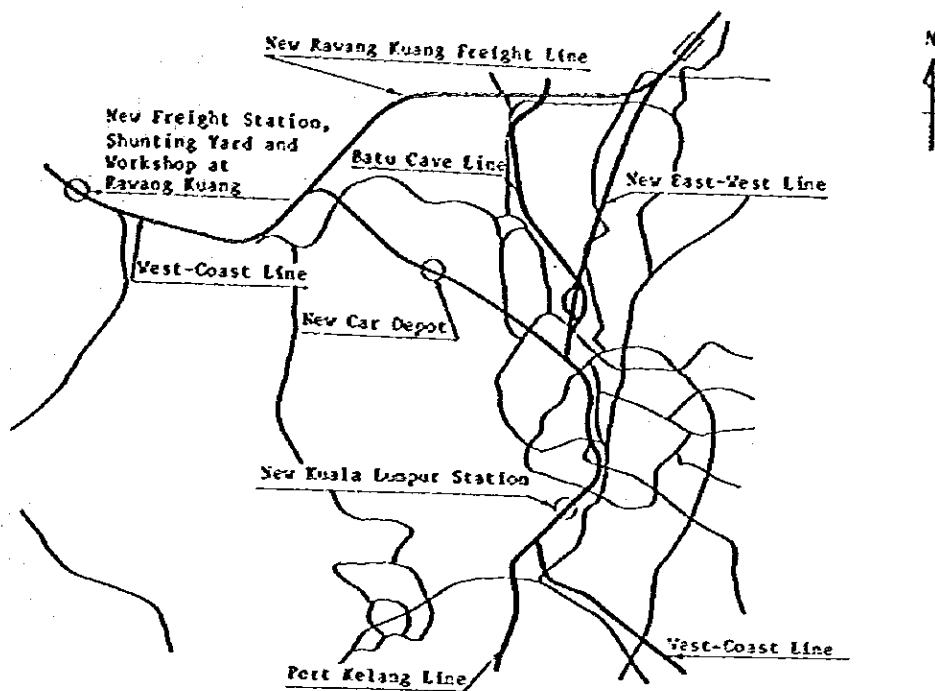 N
New Rawang Kuang Freight Line
New Freight Station,
Shunting Yard and
Workshop at
Rawang Kuang
Batu Cave Line
New East-West Line
West-Coast Line
New Car Depot
New Kuala Lumpur Station
West-Coast Line
Port Kelang Line